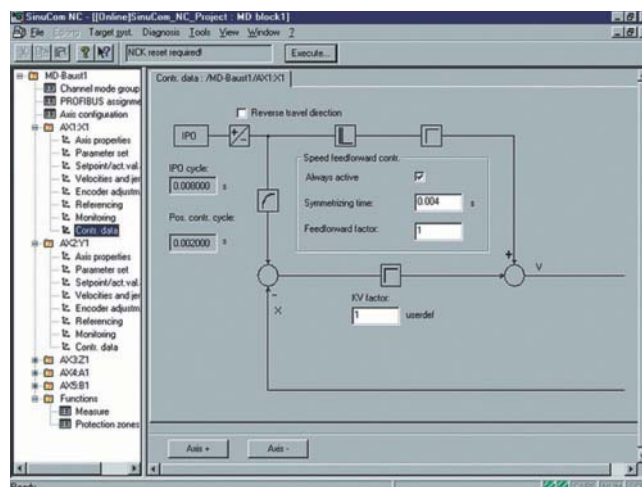 SinuCom NC - [[Online]SinuCom_NC_Project : MD block1]
File Editing Target syst. Diagnosis Tools View Window ?
NCK reset required!
Execute...
MD-Baust1
Channel mode group
PROFIBUS assignme
Axis configuration
AX1:X1
Axis properties
Parameter set
Setpoint/act.val.
Velocities and jer
Encoder adjustm
Referencing
Monitoring
Contr. data
AX2:Y1
Axis properties
Parameter set
Setpoint/act.val.
Velocities and jer
Encoder adjustm
Referencing
Monitoring
Contr. data
AX3:Z1
AX4:A1
AX5:B1
Functions
Measure
Protection zones
Contr. data : /MD-Baust1/AX1:X1
Reverse travel direction
IPO
+/-
IPO cycle:
0.008000 s
Pos. contr. cycle:
0.002000 s
Speed feedforward contr.
Always active
Symmetrizing time: 0.004 s
Feedforward factor: 1
+
V
-
X
KV factor:
1 userdef
Axis +
Axis -